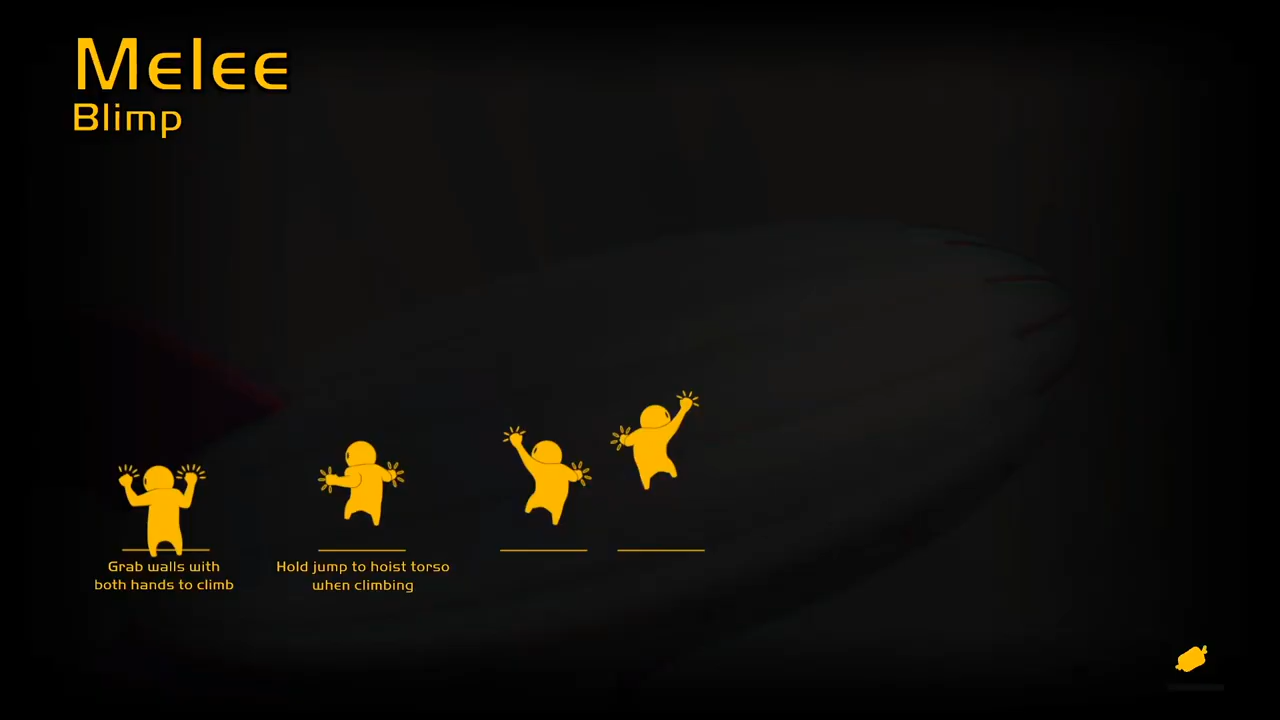 Melee
Blimp
Grab walls with
both hands to climb
Hold jump to hoist torso
when climbing